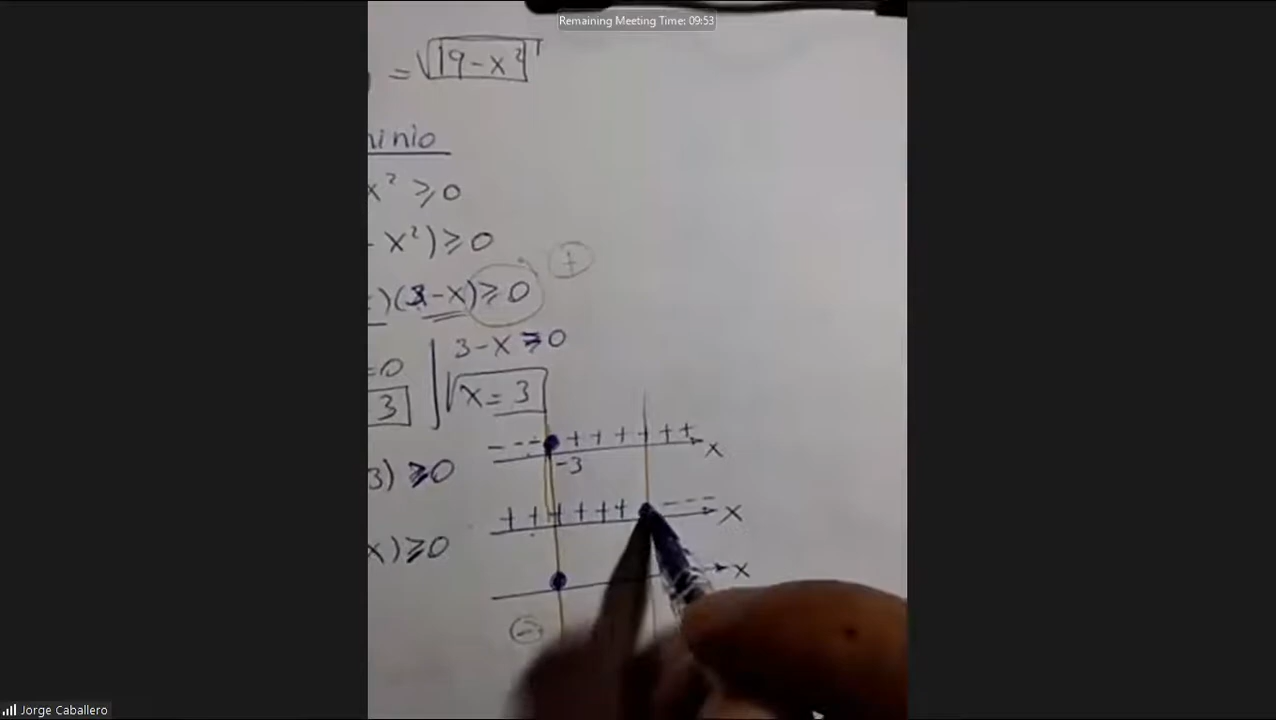 Remaining Meeting Time: 09:53
= √|9-x²|
inio
x² ≥0
- x²)≥0
+
)(3-x)≥0
=0 | 3-x ≥0
3 | x = 3
- - - + + + + + + x
-3
3) ≥0
+ + + + + + - - - x
x) ≥0
x
-
Jorge Caballero